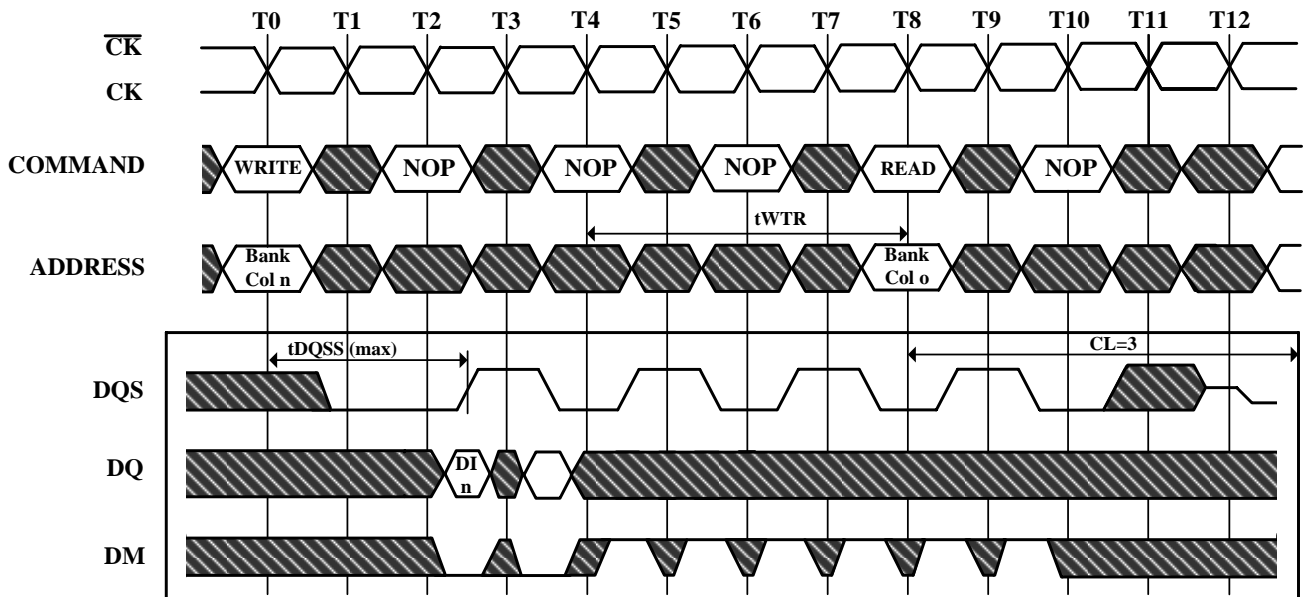 T0 T1 T2 T3 T4 T5 T6 T7 T8 T9 T10 T11 T12
CK
CK
COMMAND WRITE NOP NOP NOP READ NOP
tWTR
ADDRESS Bank Col n Bank Col o
tDQSS (max) CL=3
DQS
DQ DI n
DM